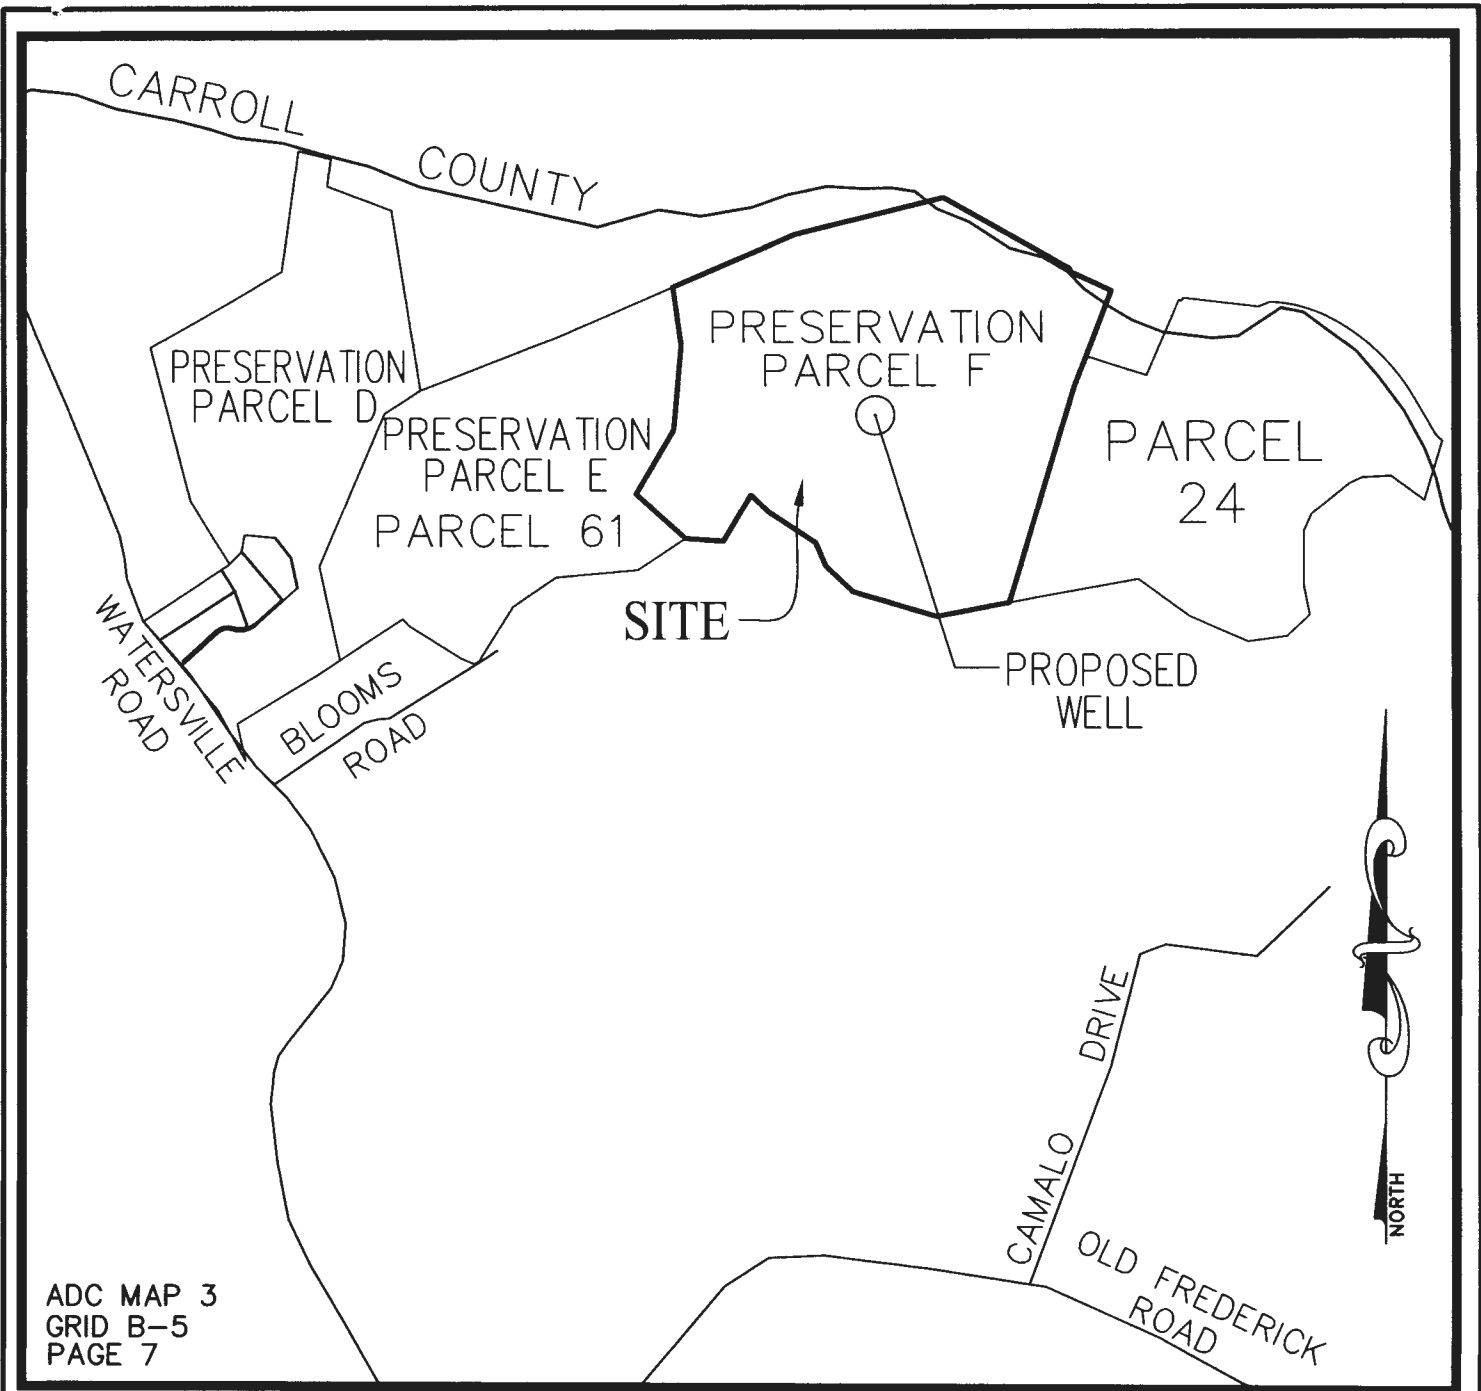 CARROLL
COUNTY
PRESERVATION
PARCEL F
PRESERVATION
PARCEL D
PRESERVATION
PARCEL E
PARCEL 61
PARCEL
24
SITE
WATERSVILLE
ROAD
BLOOMS
ROAD
PROPOSED
WELL
CAMALO DRIVE
NORTH
OLD FREDERICK
ROAD
ADC MAP 3
GRID B-5
PAGE 7